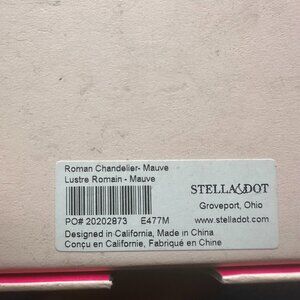 Roman Chandelier- Mauve
Lustre Romain - Mauve
STELLA&DOT
Groveport, Ohio
PO# 20202873 E477M
www.stelladot.com
Designed in California, Made in China
Conçu en Californie, Fabriqué en Chine